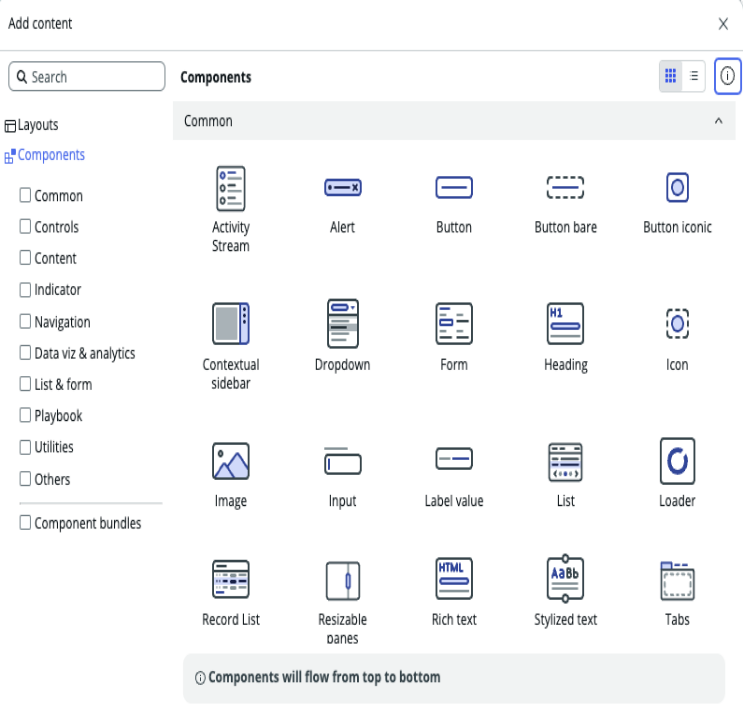 Add content
X
Search
Components
Layouts
Components
Common
Controls
Content
Indicator
Navigation
Data viz & analytics
List & form
Playbook
Utilities
Others
Component bundles
Common
Activity Stream
Alert
Button
Button bare
Button iconic
Contextual sidebar
Dropdown
H1
Form
Heading
Icon
Image
Input
Label value
List
Loader
HTML
AaBb
Record List
Resizable panes
Rich text
Stylized text
Tabs
Components will flow from top to bottom